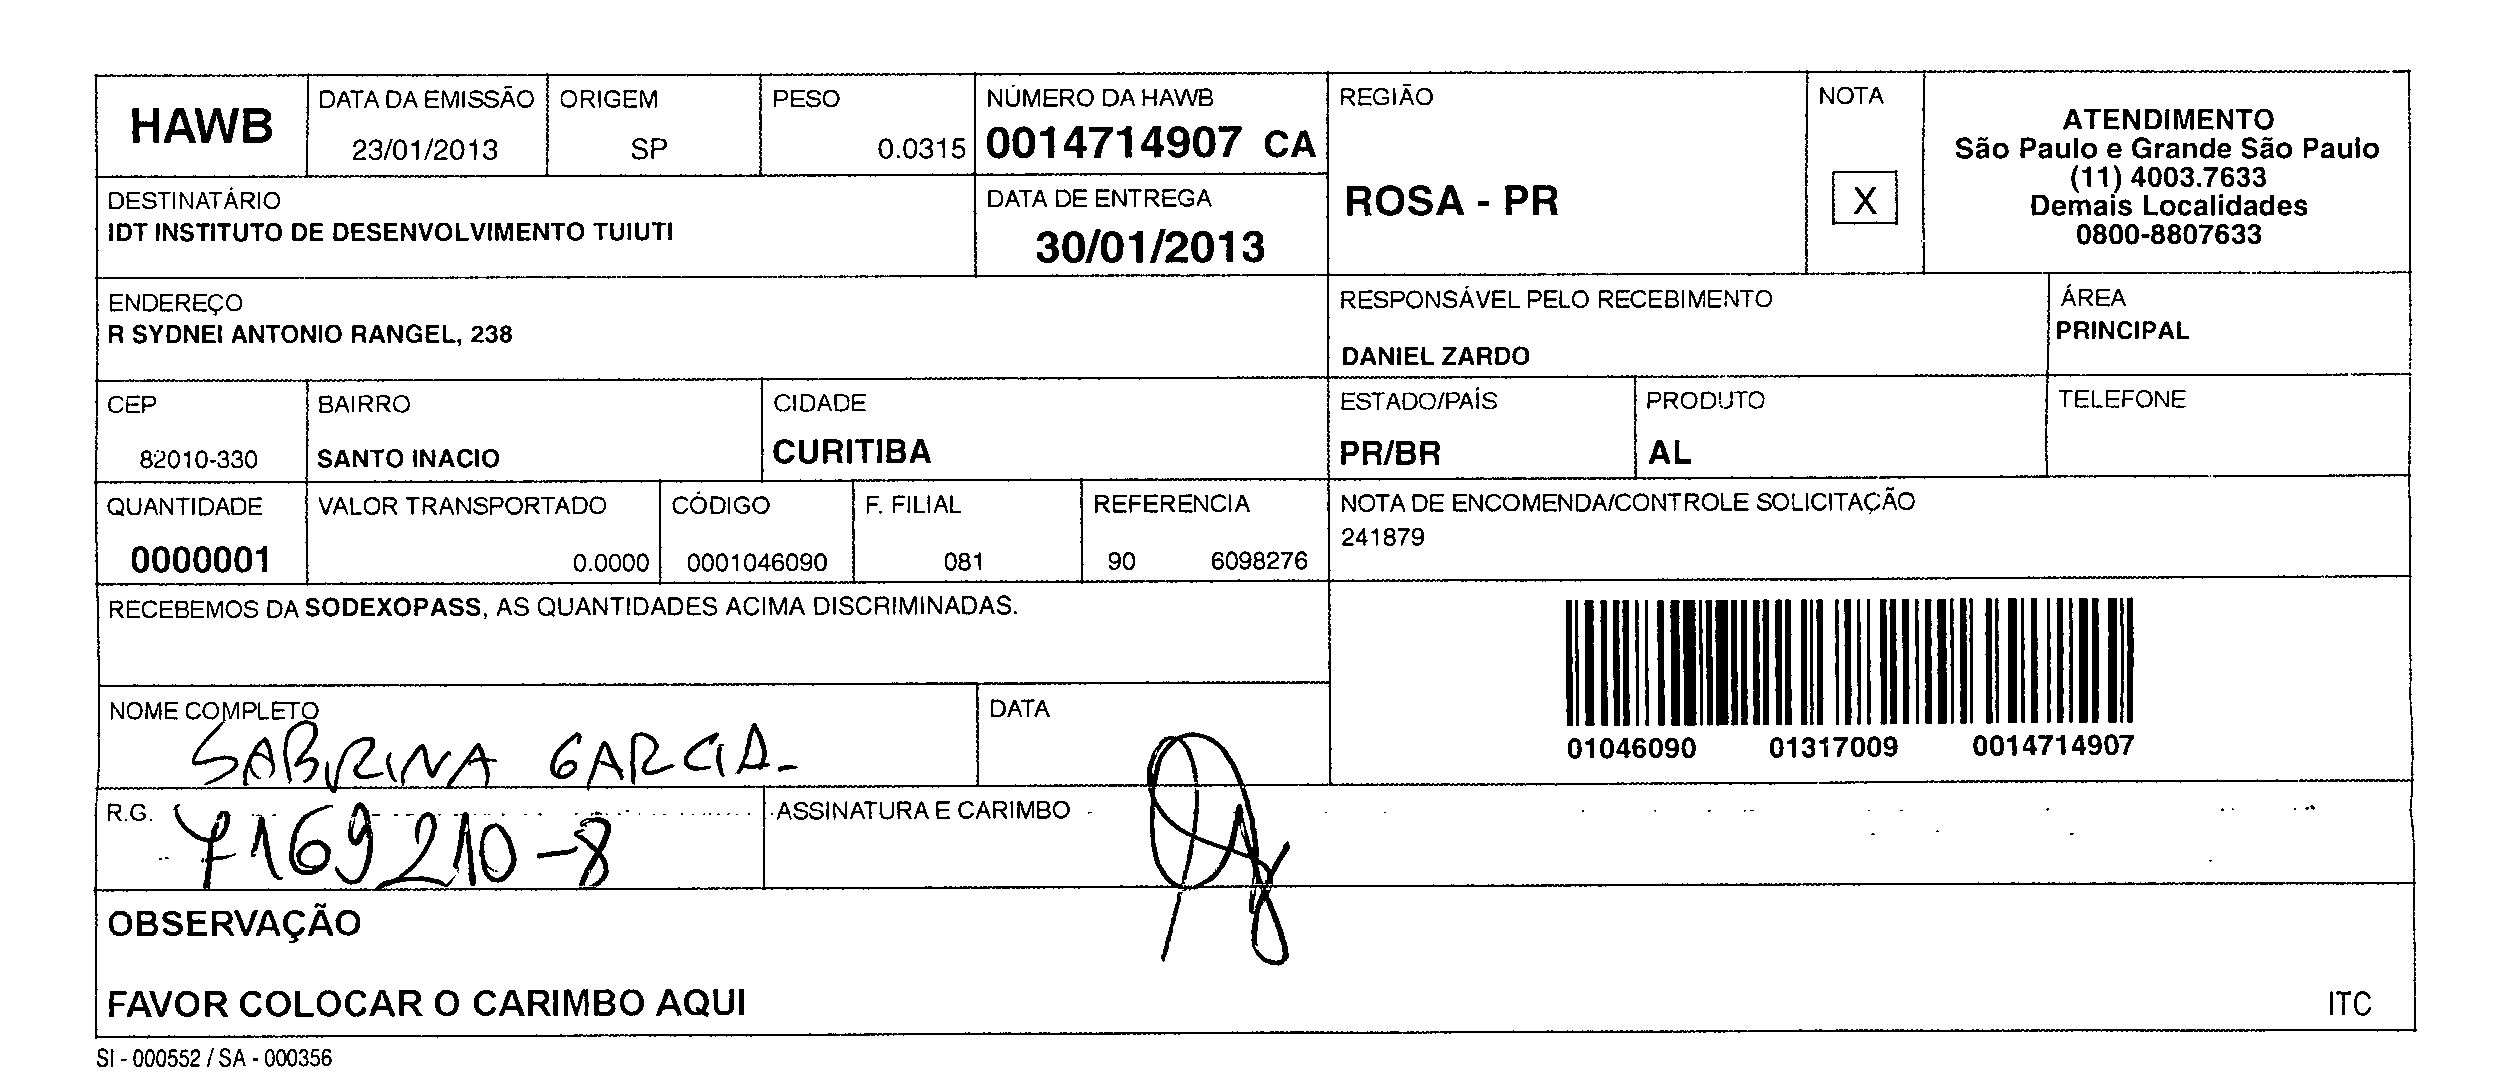 HAWB
DATA DA EMISSÃO
23/01/2013
ORIGEM
SP
PESO
0.0315
NÚMERO DA HAWB
0014714907 CA
REGIÃO
ROSA - PR
NOTA
X
ATENDIMENTO
São Paulo e Grande São Paulo
(11) 4003.7633
Demais Localidades
0800-8807633
DESTINATÁRIO
IDT INSTITUTO DE DESENVOLVIMENTO TUIUTI
DATA DE ENTREGA
30/01/2013
ENDEREÇO
R SYDNEI ANTONIO RANGEL, 238
RESPONSÁVEL PELO RECEBIMENTO
DANIEL ZARDO
ÁREA
PRINCIPAL
CEP
82010-330
BAIRRO
SANTO INACIO
CIDADE
CURITIBA
ESTADO/PAÍS
PR/BR
PRODUTO
AL
TELEFONE
QUANTIDADE
0000001
VALOR TRANSPORTADO
0.0000
CÓDIGO
0001046090
F. FILIAL
081
REFERENCIA
90 6098276
NOTA DE ENCOMENDA/CONTROLE SOLICITAÇÃO
241879
RECEBEMOS DA SODEXOPASS, AS QUANTIDADES ACIMA DISCRIMINADAS.
01046090 01317009 0014714907
NOME COMPLETO
SABRINA GARCIA
DATA
R.G.
7169210-8
ASSINATURA E CARIMBO
OBSERVAÇÃO
FAVOR COLOCAR O CARIMBO AQUI
ITC
SI - 000552 / SA - 000356